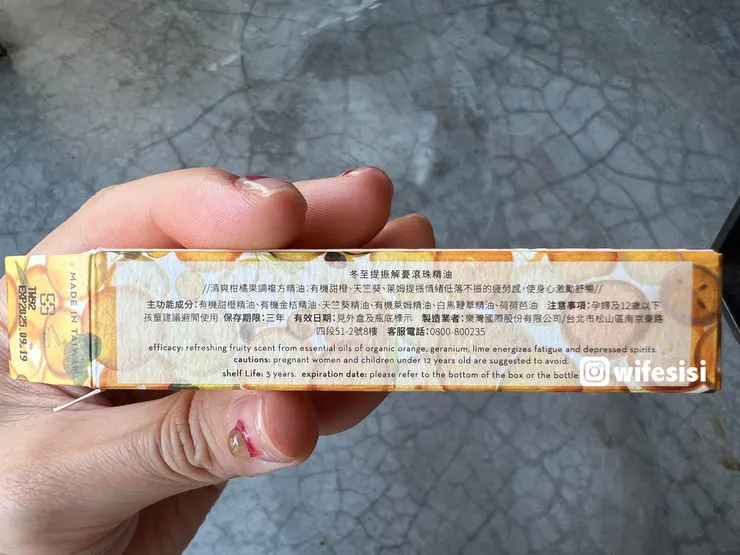 冬至提振解憂滾珠精油
//清爽柑橘果調複方精油:有機甜橙、天竺葵、萊姆提振情緒低落不振的疲勞感,使身心激勵舒暢//
主功能成分:有機甜橙精油、有機金桔精油、天竺葵精油、有機萊姆精油、白馬鞭草精油、荷荷芭油 注意事項:孕婦及12歲以下
孩童建議避開使用 保存期限:三年 有效日期:見外盒及瓶底標示 製造業者:樂灣國際股份有限公司/台北市松山區南京東路
四段51-2號8樓 客服電話:0800-800235
efficacy: refreshing fruity scent from essential oils of organic orange, geranium, lime energizes fatigue and depressed spirits.
cautions: pregnant women and children under 12 years old are suggested to avoid.
shelf Life: 3 years. expiration date: please refer to the bottom of the box or the bottle
MADE IN TAIWAN
TH52
EXP2025.09.19
wifesisi